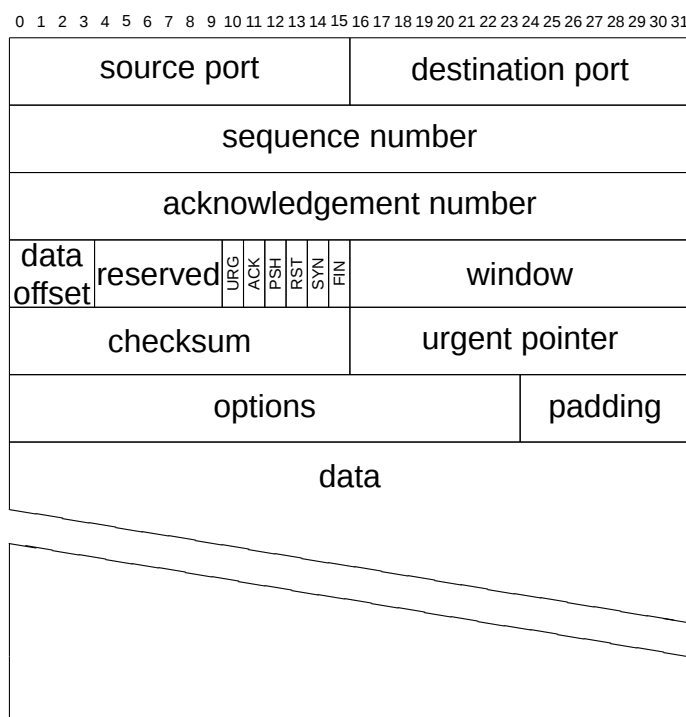 0 1 2 3 4 5 6 7 8 9 10 11 12 13 14 15 16 17 18 19 20 21 22 23 24 25 26 27 28 29 30 31
source port destination port
sequence number
acknowledgement number
data
offset reserved URG ACK PSH RST SYN FIN window
checksum urgent pointer
options padding
data